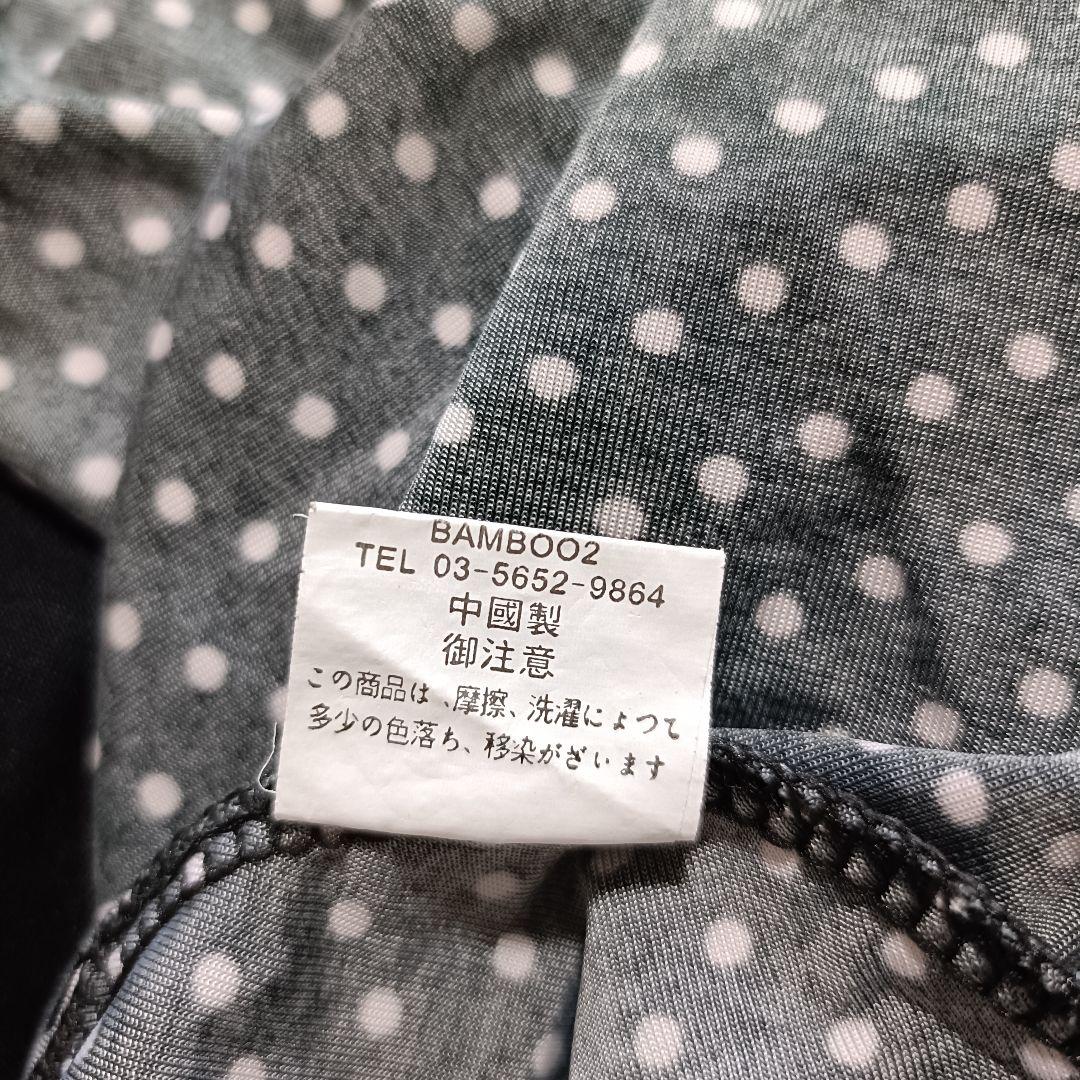 BAMBOO2
TEL 03-5652-9864
中國製
御注意
この商品は、摩擦、洗濯によつて
多少の色落ち、移染がざいます